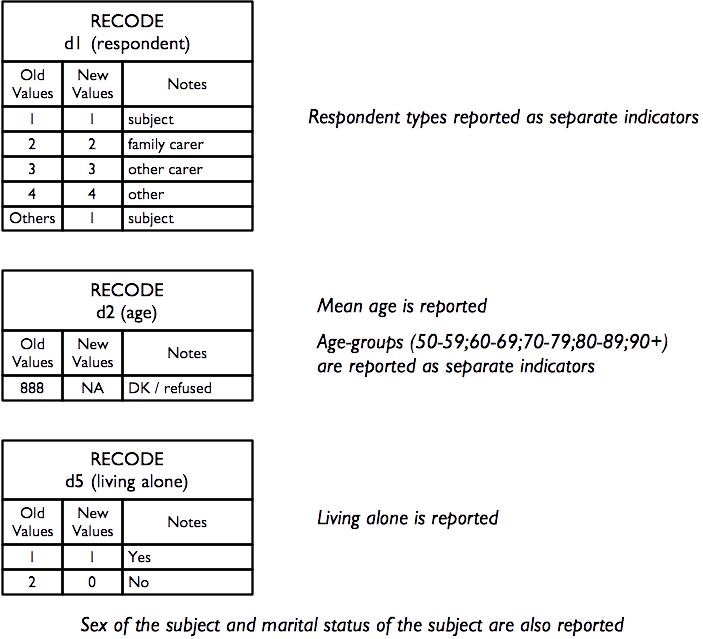 RECODE
d1 (respondent)
Old Values New Values Notes
1 1 subject
2 2 family carer
3 3 other carer
4 4 other
Others 1 subject
Respondent types reported as separate indicators
RECODE
d2 (age)
Old Values New Values Notes
888 NA DK / refused
Mean age is reported
Age-groups (50-59;60-69;70-79;80-89;90+)
are reported as separate indicators
RECODE
d5 (living alone)
Old Values New Values Notes
1 1 Yes
2 0 No
Living alone is reported
Sex of the subject and marital status of the subject are also reported